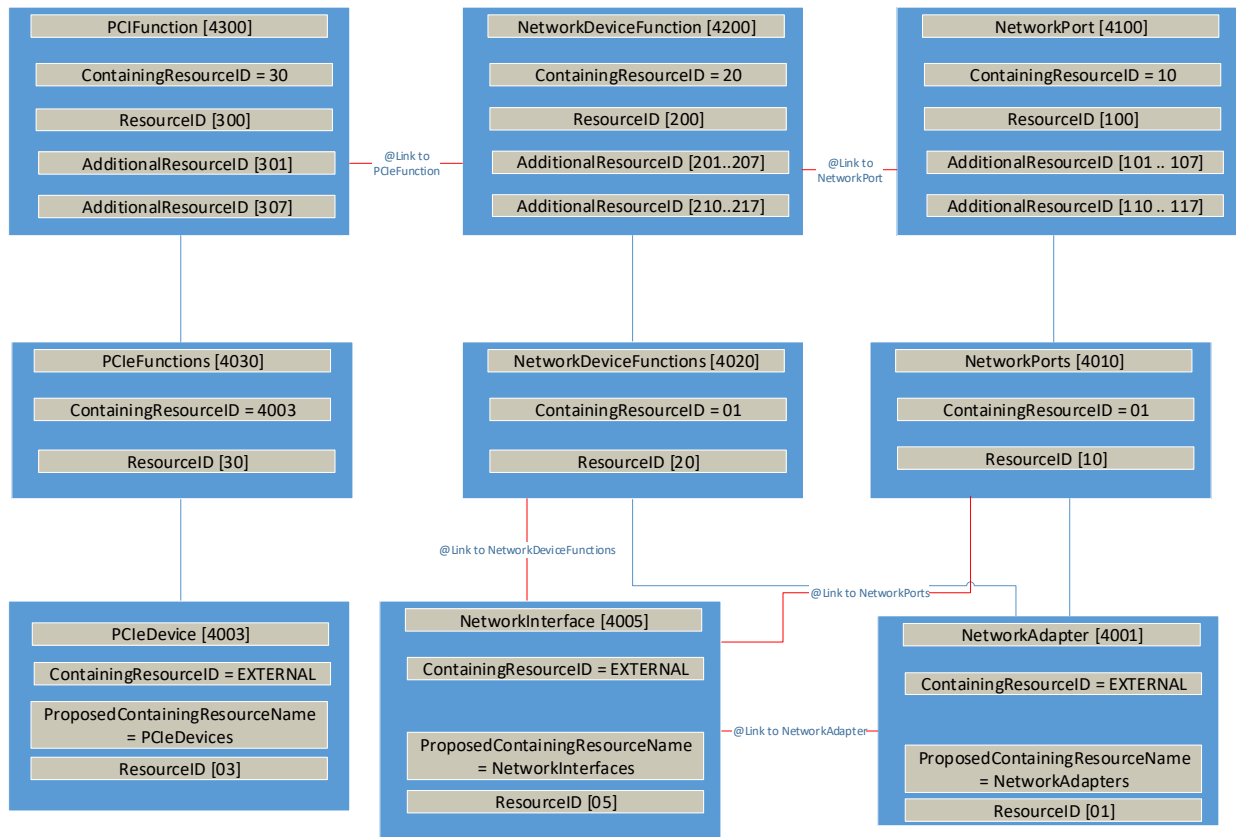 PCIFunction [4300]
ContainingResourceID = 30
ResourceID [300]
AdditionalResourceID [301]
AdditionalResourceID [307]
@Link to
PCIeFunction
NetworkDeviceFunction [4200]
ContainingResourceID = 20
ResourceID [200]
AdditionalResourceID [201..207]
AdditionalResourceID [210..217]
@Link to
NetworkPort
NetworkPort [4100]
ContainingResourceID = 10
ResourceID [100]
AdditionalResourceID [101 .. 107]
AdditionalResourceID [110 .. 117]
PCIeFunctions [4030]
ContainingResourceID = 4003
ResourceID [30]
NetworkDeviceFunctions [4020]
ContainingResourceID = 01
ResourceID [20]
NetworkPorts [4010]
ContainingResourceID = 01
ResourceID [10]
@Link to NetworkDeviceFunctions
@Link to NetworkPorts
PCIeDevice [4003]
ContainingResourceID = EXTERNAL
ProposedContainingResourceName
= PCIeDevices
ResourceID [03]
NetworkInterface [4005]
ContainingResourceID = EXTERNAL
ProposedContainingResourceName
= NetworkInterfaces
ResourceID [05]
@Link to NetworkAdapter
NetworkAdapter [4001]
ContainingResourceID = EXTERNAL
ProposedContainingResourceName
= NetworkAdapters
ResourceID [01]